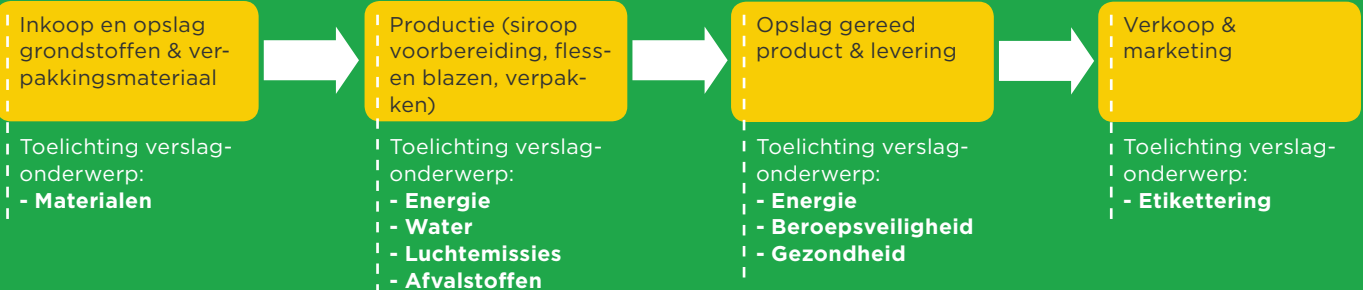 Inkoop en opslag
grondstoffen & ver-
pakkingsmateriaal
Toelichting verslag-
onderwerp:
- Materialen
Productie (siroop
voorbereiding, fless-
en blazen, verpak-
ken)
Toelichting verslag-
onderwerp:
- Energie
- Water
- Luchtemissies
- Afvalstoffen
Opslag gereed
product & levering
Toelichting verslag-
onderwerp:
- Energie
- Beroepsveiligheid
- Gezondheid
Verkoop &
marketing
Toelichting verslag-
onderwerp:
- Etikettering